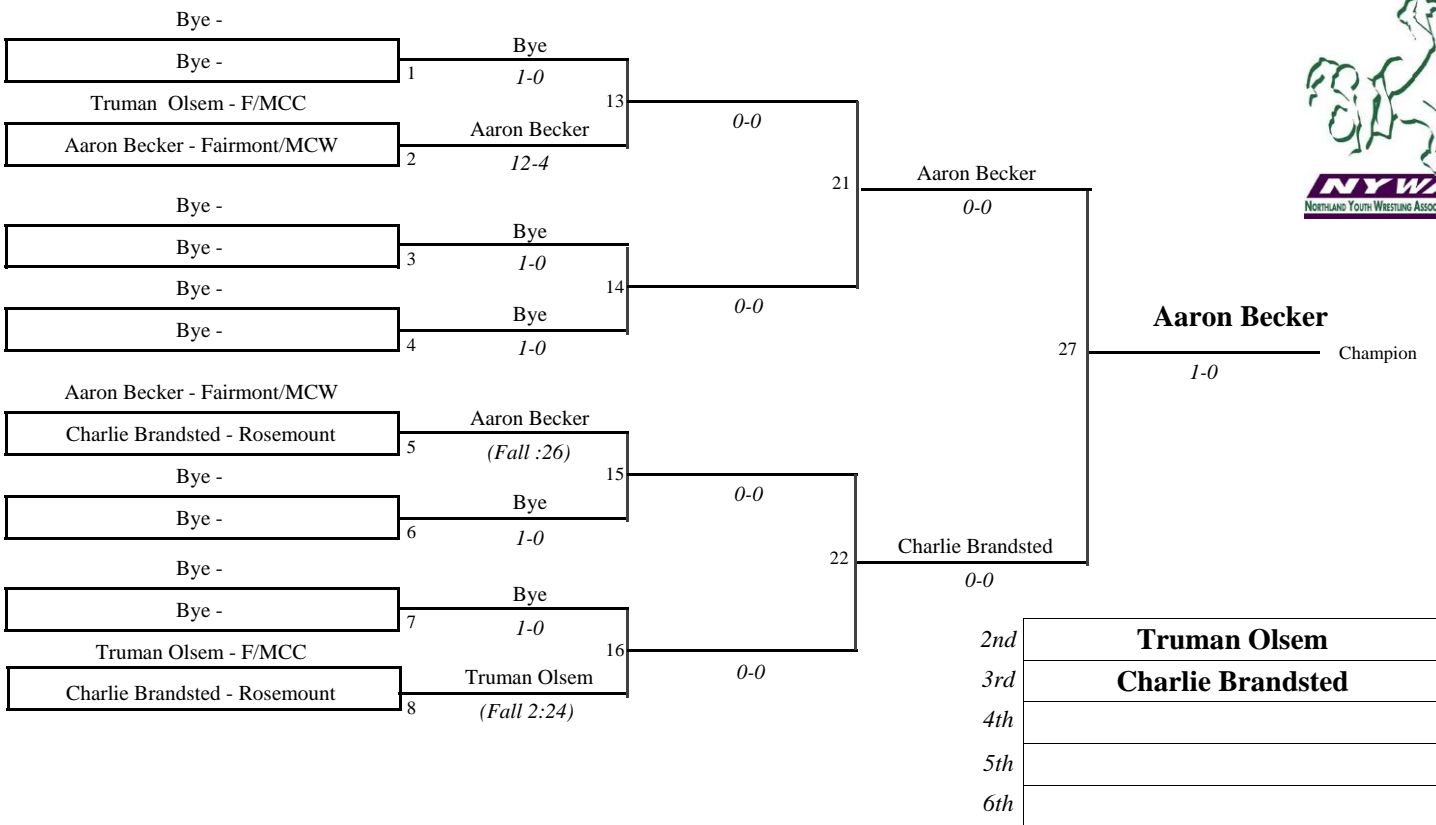 Bye -
Bye -
1
Bye
1-0
Truman Olsem - F/MCC
Aaron Becker - Fairmont/MCW
2
Aaron Becker
12-4
13
0-0
Bye -
Bye -
3
Bye
1-0
Bye -
Bye -
4
Bye
1-0
14
0-0
21
Aaron Becker
0-0
Aaron Becker - Fairmont/MCW
Charlie Brandsted - Rosemount
5
Aaron Becker
(Fall :26)
Bye -
Bye -
6
Bye
1-0
15
0-0
Bye -
Bye -
7
Bye
1-0
Truman Olsem - F/MCC
Charlie Brandsted - Rosemount
8
Truman Olsem
(Fall 2:24)
16
0-0
22
Charlie Brandsted
0-0
27
Aaron Becker
Champion
1-0
NYW
NORTHLAND YOUTH WRESTLING
2nd Truman Olsem
3rd Charlie Brandsted
4th
5th
6th